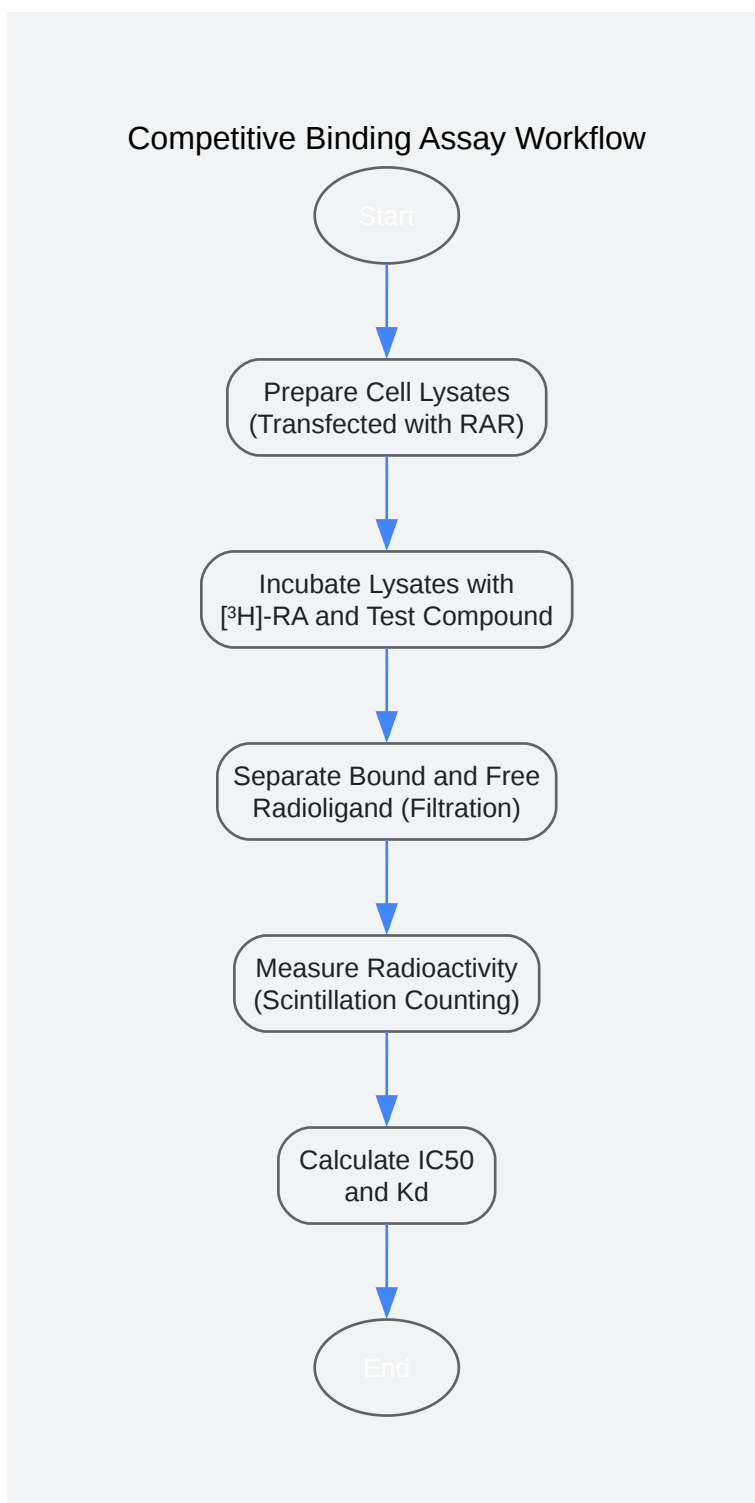 Competitive Binding Assay Workflow
Start
Prepare Cell Lysates
(Transfected with RAR)
Incubate Lysates with
[³H]-RA and Test Compound
Separate Bound and Free
Radioligand (Filtration)
Measure Radioactivity
(Scintillation Counting)
Calculate IC50
and Kd
End